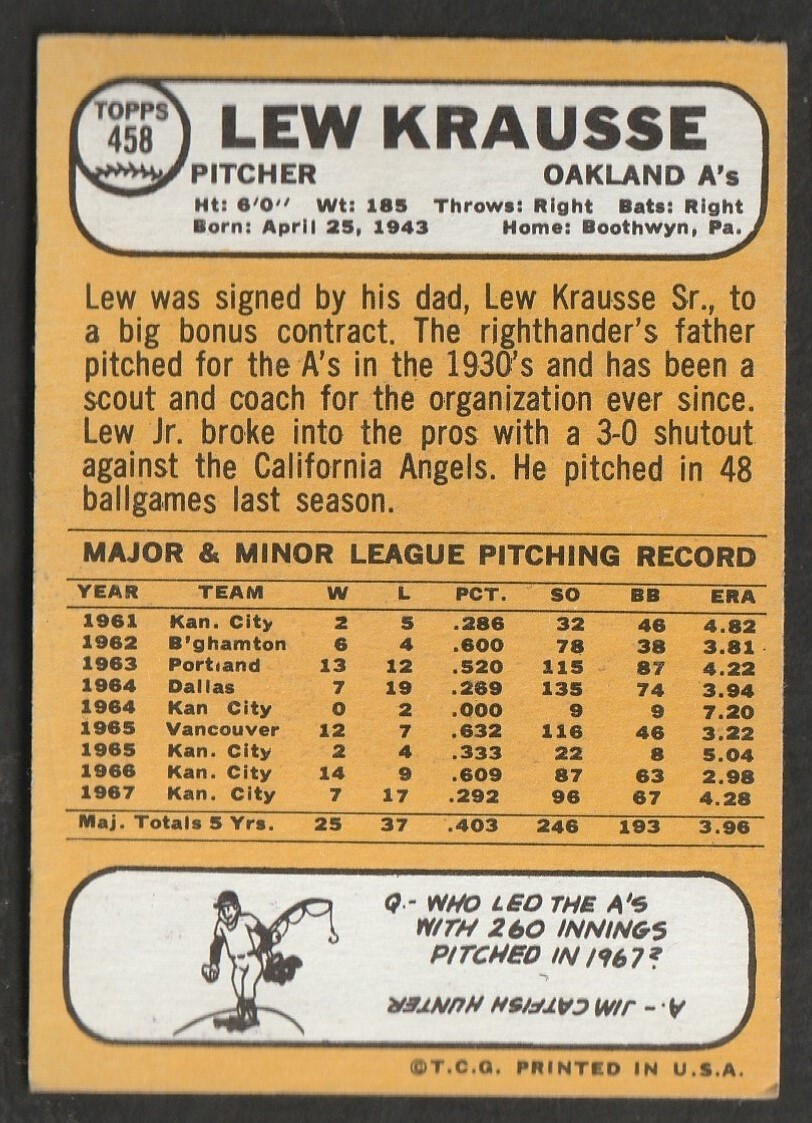 TOPPS
458
LEW KRAUSSE
PITCHER OAKLAND A's
Ht: 6'0" Wt: 185 Throws: Right Bats: Right
Born: April 25, 1943 Home: Boothwyn, Pa.
Lew was signed by his dad, Lew Krausse Sr., to
a big bonus contract. The righthander's father
pitched for the A's in the 1930's and has been a
scout and coach for the organization ever since.
Lew Jr. broke into the pros with a 3-0 shutout
against the California Angels. He pitched in 48
ballgames last season.
MAJOR & MINOR LEAGUE PITCHING RECORD
YEAR TEAM W L PCT. SO BB ERA
1961 Kan. City 2 5 .286 32 46 4.82
1962 B'ghamton 6 4 .600 78 38 3.81
1963 Portland 13 12 .520 115 87 4.22
1964 Dallas 7 19 .269 135 74 3.94
1964 Kan City 0 2 .000 9 9 7.20
1965 Vancouver 12 7 .632 116 46 3.22
1965 Kan. City 2 4 .333 22 8 5.04
1966 Kan. City 14 9 .609 87 63 2.98
1967 Kan. City 7 17 .292 96 67 4.28
Maj. Totals 5 Yrs. 25 37 .403 246 193 3.96
Q.- WHO LED THE A'S
WITH 260 INNINGS
PITCHED IN 1967?
A.- JIM CATFISH HUNTER
©T.C.G. PRINTED IN U.S.A.